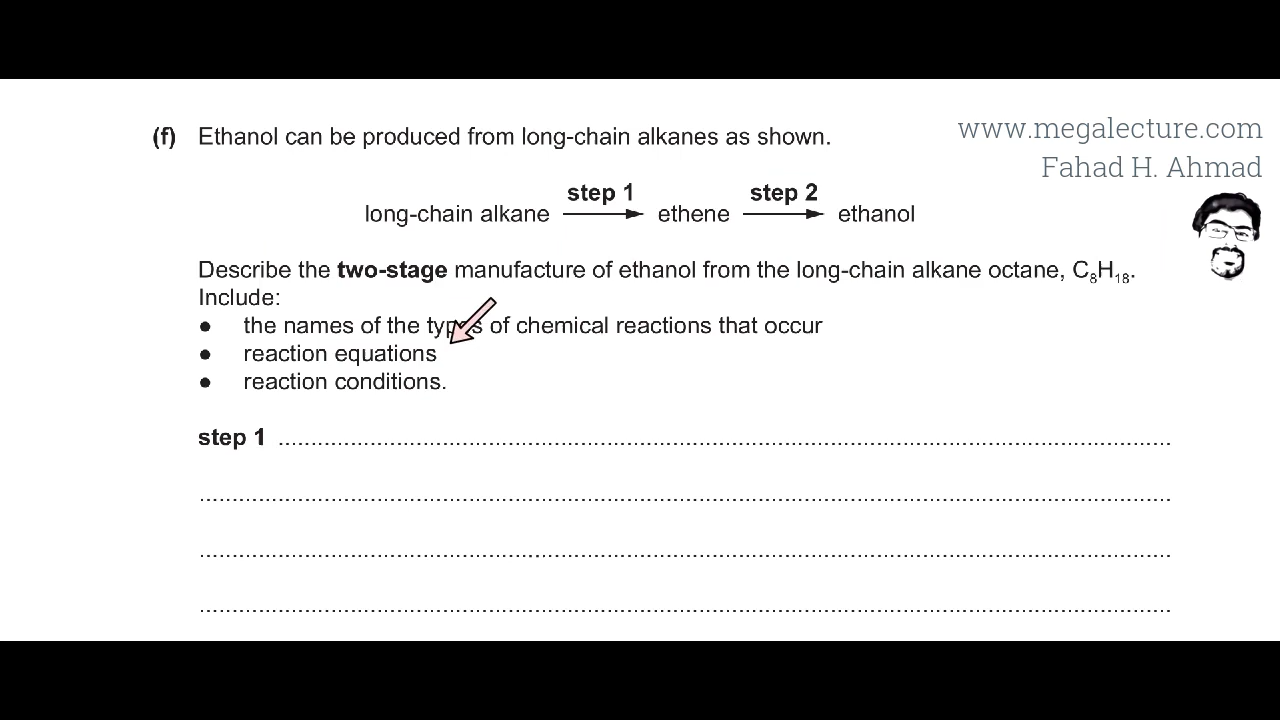 www.megalecture.com
Fahad H. Ahmad
(f) Ethanol can be produced from long-chain alkanes as shown.
step 1 step 2
long-chain alkane ethene ethanol
Describe the two-stage manufacture of ethanol from the long-chain alkane octane, C₈H₁₈.
Include:
● the names of the types of chemical reactions that occur
● reaction equations
● reaction conditions.
step 1